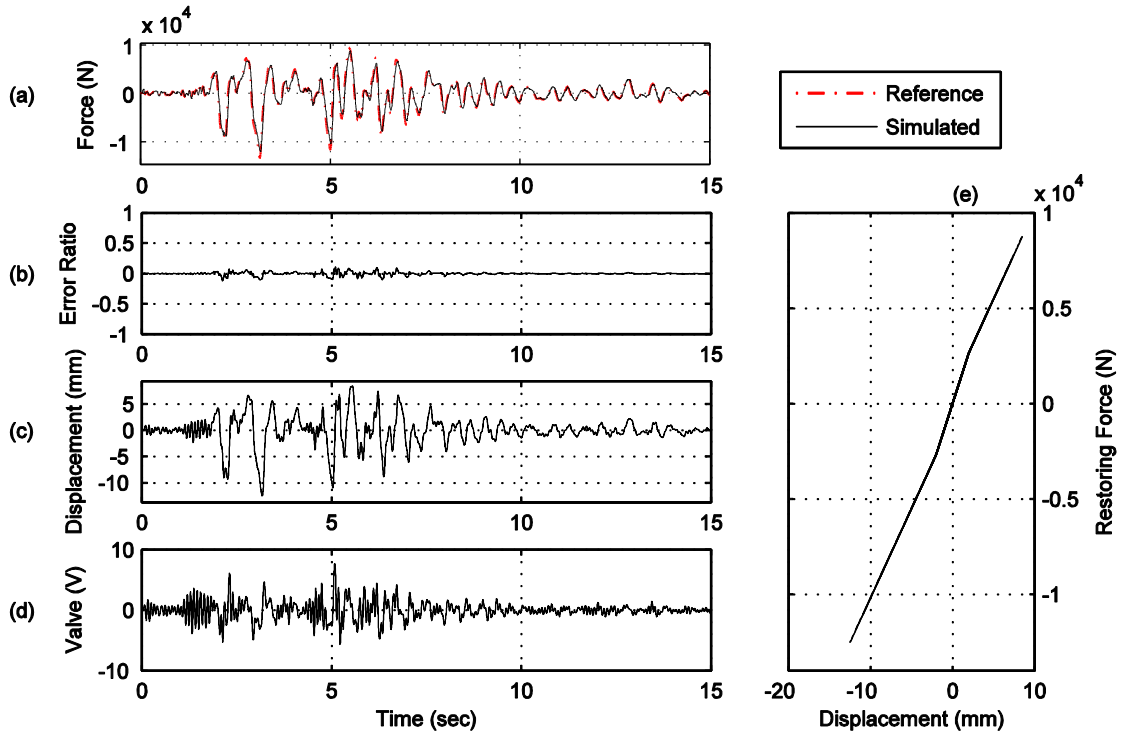 x 10^4
1
0
-1
Force (N)
(a)
0 5 10 15
Reference
Simulated
1
0.5
0
-0.5
-1
Error Ratio
(b)
0 5 10 15
5
0
-5
-10
Displacement (mm)
(c)
0 5 10 15
10
0
-10
Valve (V)
(d)
0 5 10 15
Time (sec)
(e)
x 10^4
1
0.5
0
-0.5
-1
Restoring Force (N)
-20 -10 0 10
Displacement (mm)